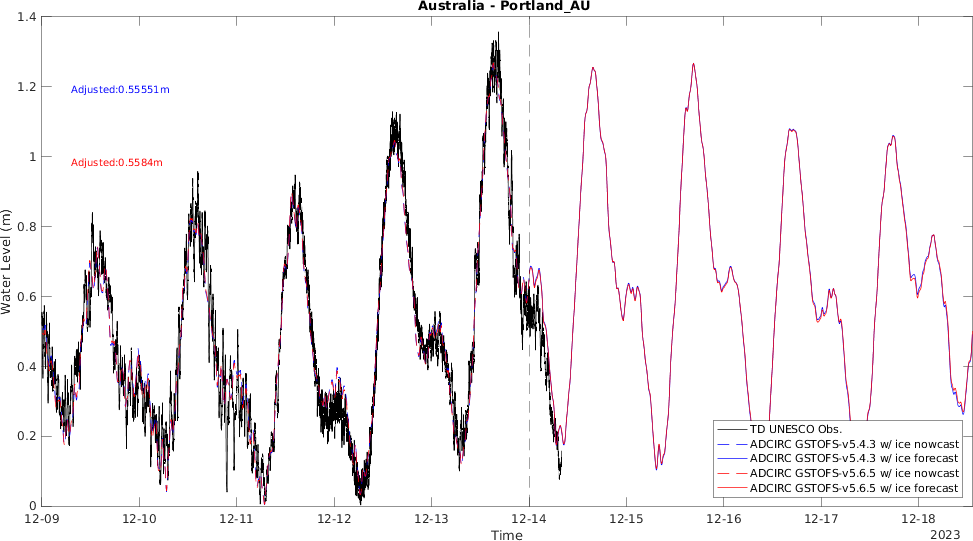 Australia - Portland_AU
1.4
1.2
1
0.8
0.6
0.4
0.2
0
Water Level (m)
Adjusted:0.55551m
Adjusted:0.5584m
TD UNESCO Obs.
ADCIRC GSTOFS-v5.4.3 w/ ice nowcast
ADCIRC GSTOFS-v5.4.3 w/ ice forecast
ADCIRC GSTOFS-v5.6.5 w/ ice nowcast
ADCIRC GSTOFS-v5.6.5 w/ ice forecast
12-09 12-10 12-11 12-12 12-13 12-14 12-15 12-16 12-17 12-18
Time
2023